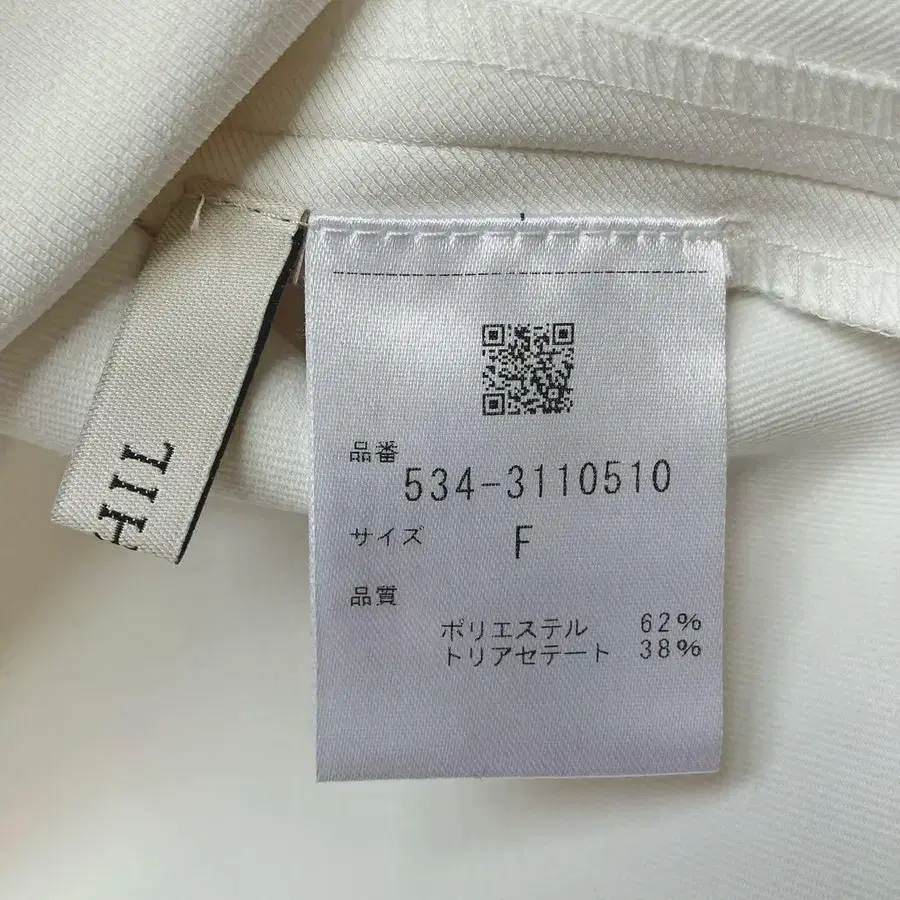 HIL
品番
534-3110510
サイズ F
品質
ポリエステル 62%
トリアセテート 38%